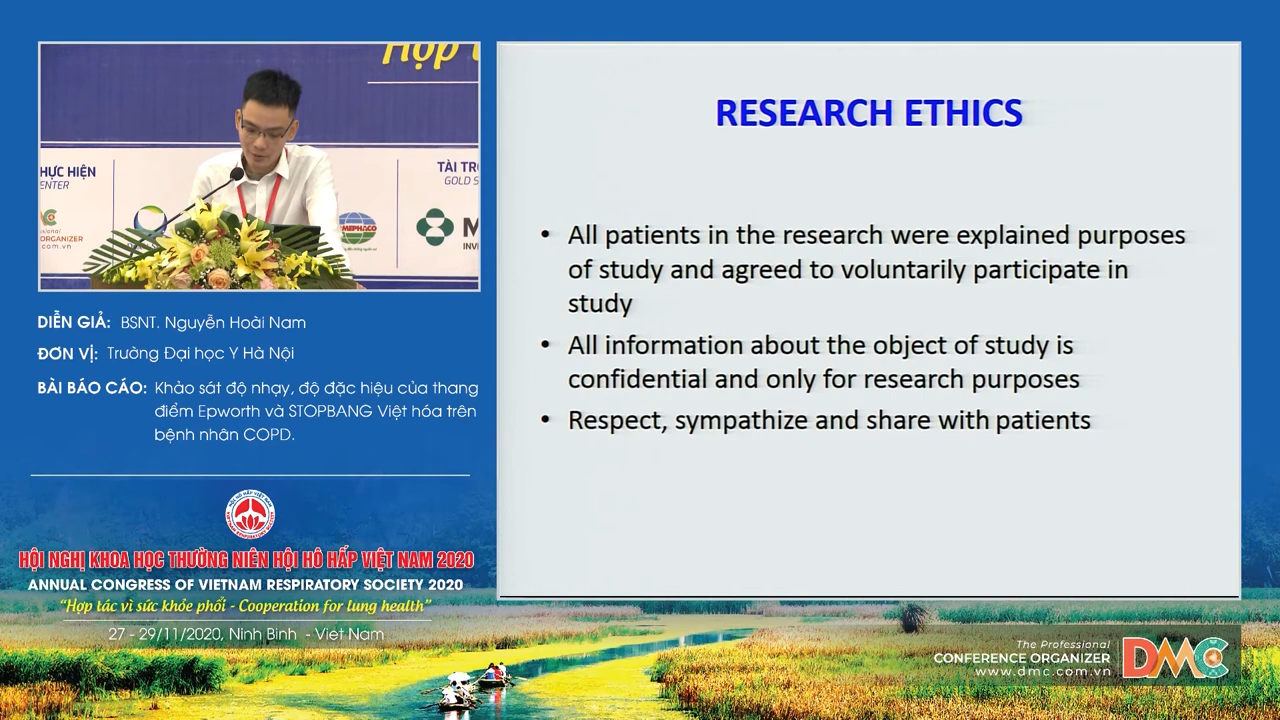 Hợp
HỰC HIỆN
ENTER
ORGANIZER
com.vn
MEPHACO
TÀI TRỢ
GOLD S
INV
DIỄN GIẢ: BSNT. Nguyễn Hoài Nam
ĐƠN VỊ: Trường Đại học Y Hà Nội
BÀI BÁO CÁO: Khảo sát độ nhạy, độ đặc hiệu của thang
điểm Epworth và STOPBANG Việt hóa trên
bệnh nhân COPD.
HỘI NGHỊ KHOA HỌC THƯỜNG NIÊN HỘI HÔ HẤP VIỆT NAM 2020
ANNUAL CONGRESS OF VIETNAM RESPIRATORY SOCIETY 2020
“Hợp tác vì sức khỏe phổi - Cooperation for lung health”
27 - 29/11/2020, Ninh Bình - Việt Nam
RESEARCH ETHICS
• All patients in the research were explained purposes
of study and agreed to voluntarily participate in
study
• All information about the object of study is
confidential and only for research purposes
• Respect, sympathize and share with patients
The Professional
CONFERENCE ORGANIZER
www.dmc.com.vn
DMC